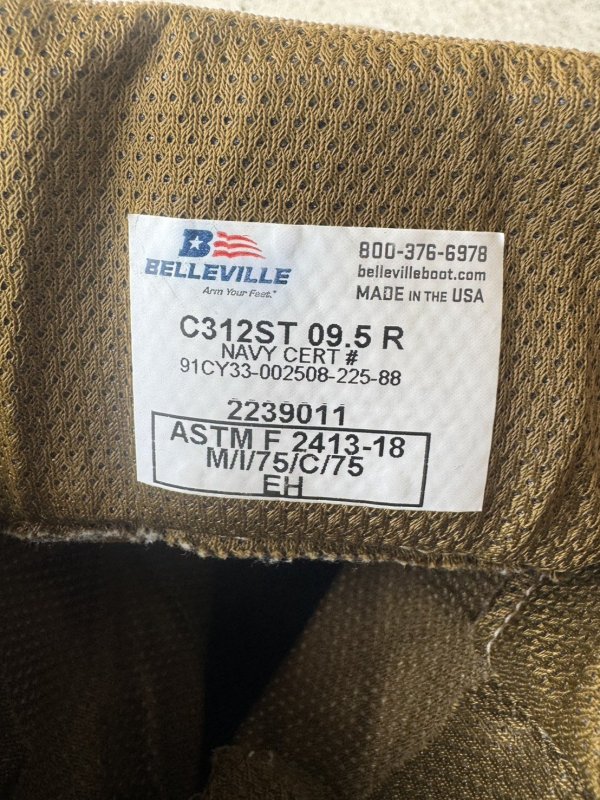 B
BELLEVILLE
Arm Your Feet.®
800-376-6978
bellevilleboot.com
MADE IN THE USA
C312ST 09.5 R
NAVY CERT #
91CY33-002508-225-88
2239011
ASTM F 2413-18
M/I/75/C/75
EH